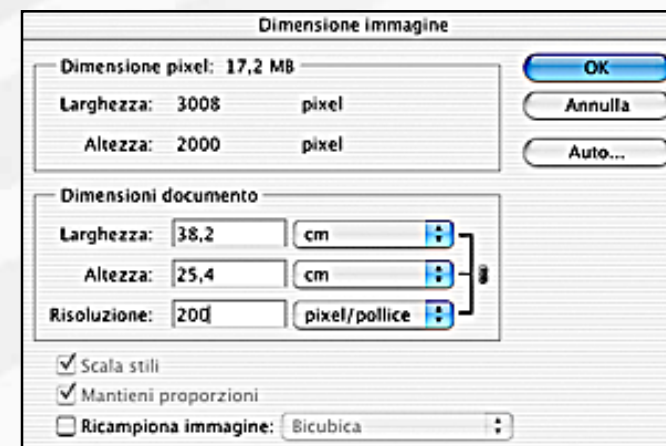 Dimensione immagine
Dimensione pixel: 17,2 MB
Larghezza: 3008 pixel
Altezza: 2000 pixel
OK
Annulla
Auto...
Dimensioni documento
Larghezza: 38,2 cm
Altezza: 25,4 cm
Risoluzione: 200 pixel/pollice
Scala stili
Mantieni proporzioni
Ricampiona immagine: Bicubica